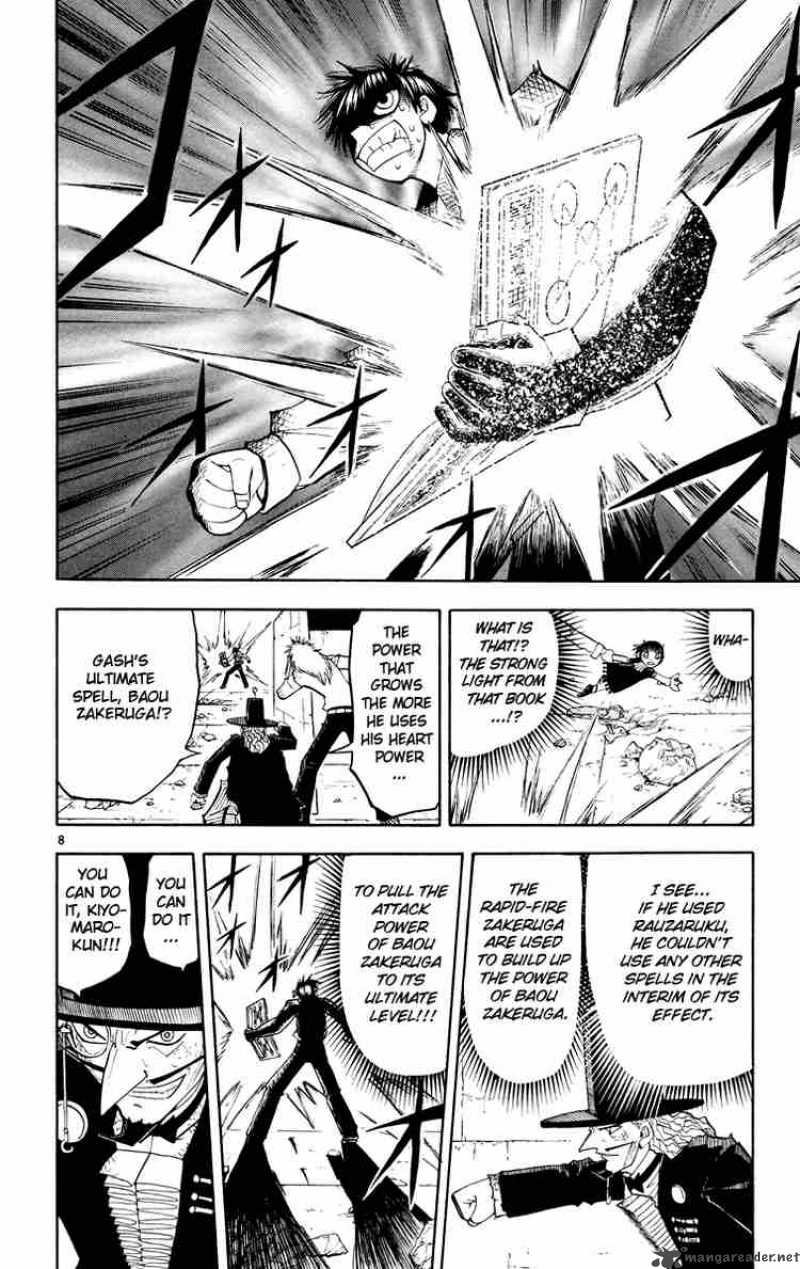 WHA-
WHAT IS
THAT!?
THE STRONG
LIGHT FROM
THAT BOOK
...!?
THE
POWER
THAT
GROWS
THE MORE
HE USES
HIS HEART
POWER
...
GASH'S
ULTIMATE
SPELL, BAOU
ZAKERUGA!?
8
I SEE...
IF HE USED
RAUZARUKU,
HE COULDN'T
USE ANY OTHER
SPELLS IN THE
INTERIM OF ITS
EFFECT.
THE
RAPID-FIRE
ZAKERUGA
ARE USED
TO BUILD UP
THE POWER
OF BAOU
ZAKERUGA.
TO PULL THE
ATTACK
POWER
OF BAOU
ZAKERUGA
TO ITS
ULTIMATE
LEVEL!!!
YOU
CAN DO
IT
...
YOU
CAN DO
IT, KIYO-
MARO-
KUN!!!
mangareader.net